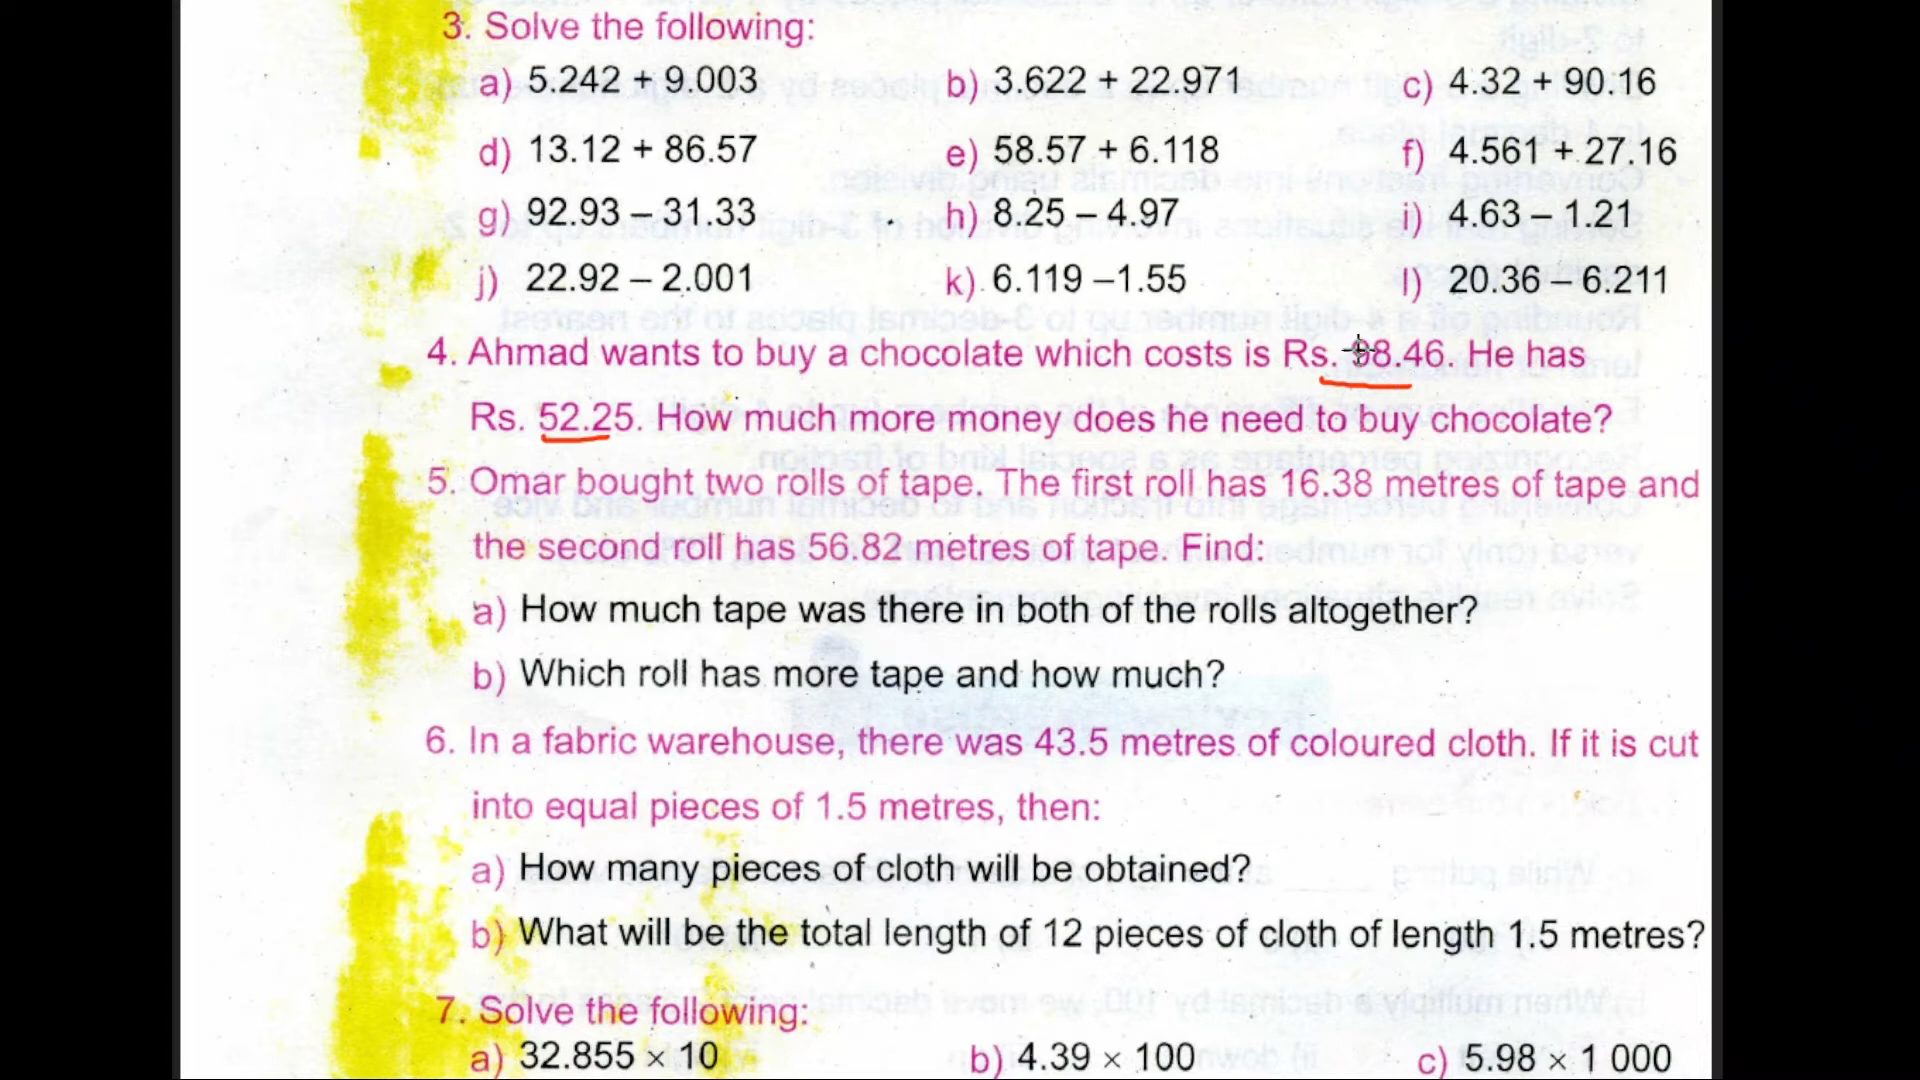 3. Solve the following:
a) 5.242 + 9.003 b) 3.622 + 22.971 c) 4.32 + 90.16
d) 13.12 + 86.57 e) 58.57 + 6.118 f) 4.561 + 27.16
g) 92.93 – 31.33 h) 8.25 – 4.97 i) 4.63 – 1.21
j) 22.92 – 2.001 k) 6.119 –1.55 l) 20.36 – 6.211
4. Ahmad wants to buy a chocolate which costs is Rs. 98.46. He has
Rs. 52.25. How much more money does he need to buy chocolate?
5. Omar bought two rolls of tape. The first roll has 16.38 metres of tape and
the second roll has 56.82 metres of tape. Find:
a) How much tape was there in both of the rolls altogether?
b) Which roll has more tape and how much?
6. In a fabric warehouse, there was 43.5 metres of coloured cloth. If it is cut
into equal pieces of 1.5 metres, then:
a) How many pieces of cloth will be obtained?
b) What will be the total length of 12 pieces of cloth of length 1.5 metres?
7. Solve the following:
a) 32.855 × 10 b) 4.39 × 100 c) 5.98 × 1 000